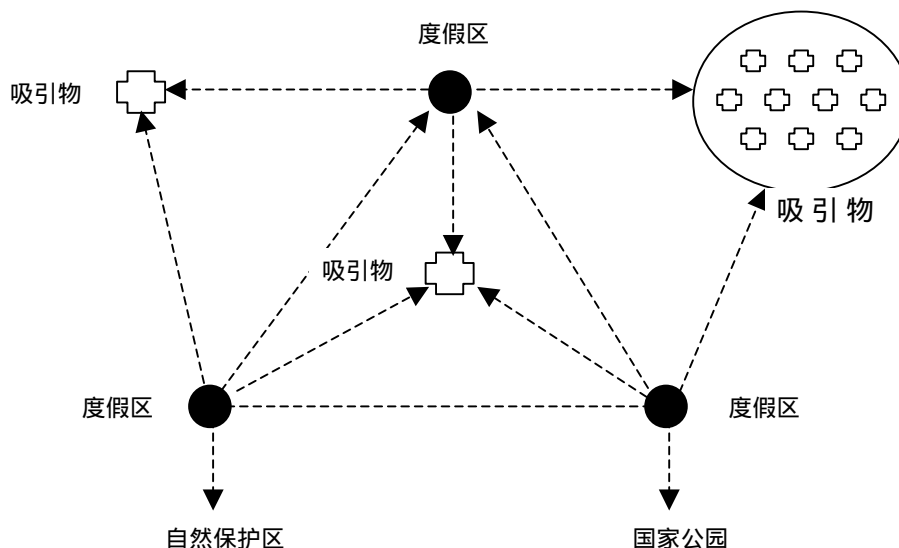 度假区
吸引物
吸 引 物
吸引物
度假区
度假区
自然保护区
国家公园